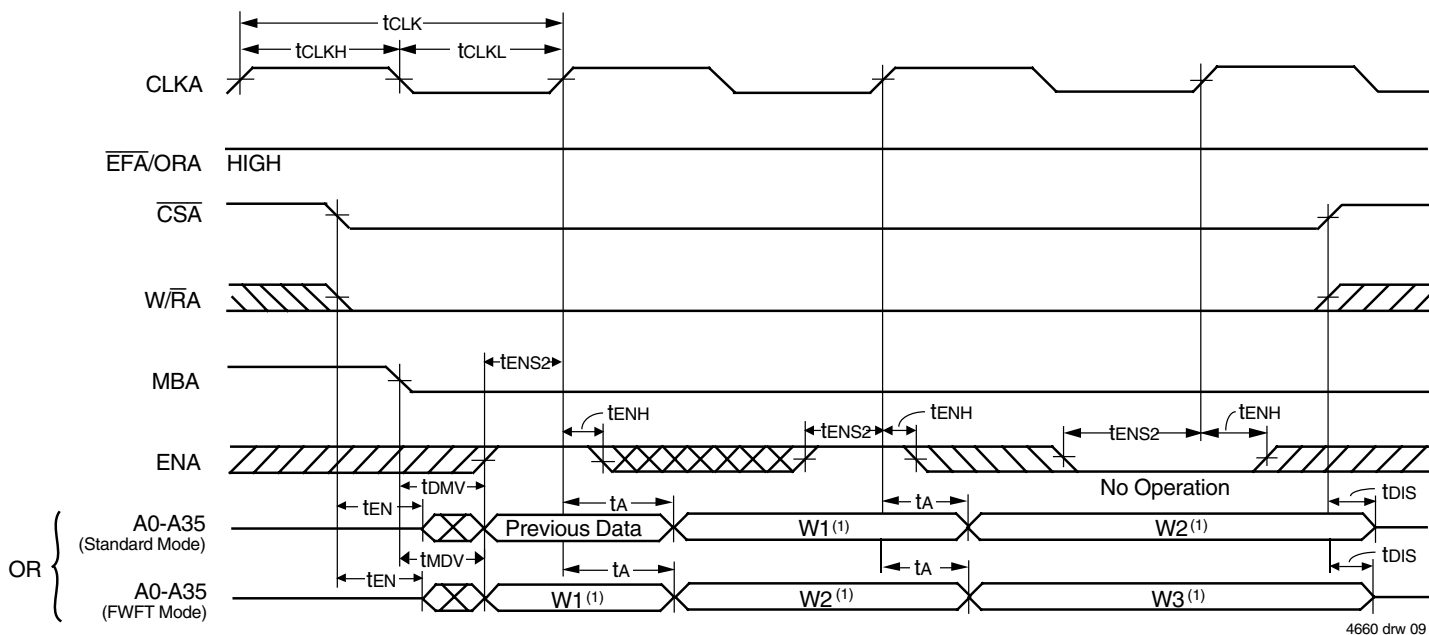 tCLK
tCLKH
tCLKL
CLKA
EFA/ORA
HIGH
CSA
W/RA
MBA
tENS2
tENH
tENS2
tENH
tENS2
tENH
ENA
No Operation
tDMV
tEN
tA
tA
tDIS
A0-A35
(Standard Mode)
Previous Data
W1(1)
W2(1)
OR
tMDV
tEN
tA
tA
tDIS
A0-A35
(FWFT Mode)
W1(1)
W2(1)
W3(1)
4660 drw 09